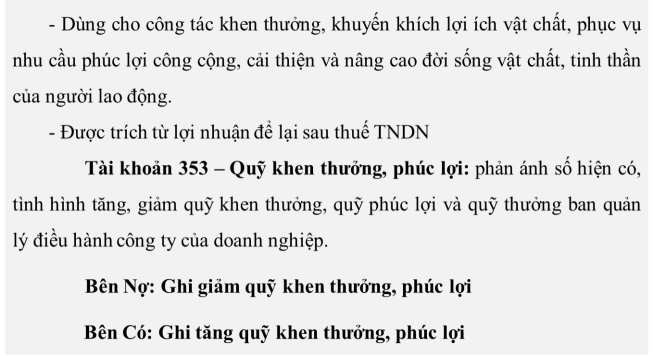 - Dùng cho công tác khen thưởng, khuyến khích lợi ích vật chất, phục vụ
nhu cầu phúc lợi công cộng, cải thiện và nâng cao đời sống vật chất, tinh thần
của người lao động.
- Được trích từ lợi nhuận để lại sau thuế TNDN
Tài khoản 353 – Quỹ khen thưởng, phúc lợi: phản ánh số hiện có,
tình hình tăng, giảm quỹ khen thưởng, quỹ phúc lợi và quỹ thưởng ban quản
lý điều hành công ty của doanh nghiệp.
Bên Nợ: Ghi giảm quỹ khen thưởng, phúc lợi
Bên Có: Ghi tăng quỹ khen thưởng, phúc lợi